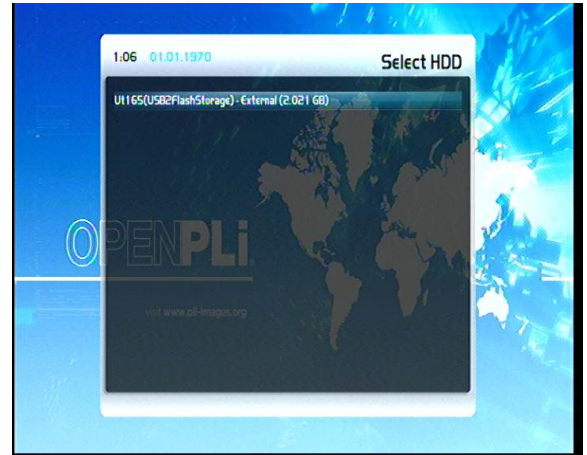 1:06 01.01.1970 Select HDD
Ut165(USB2FlashStorage) - External (2.021 GB)
OPENPLi
visit www.pli-images.org